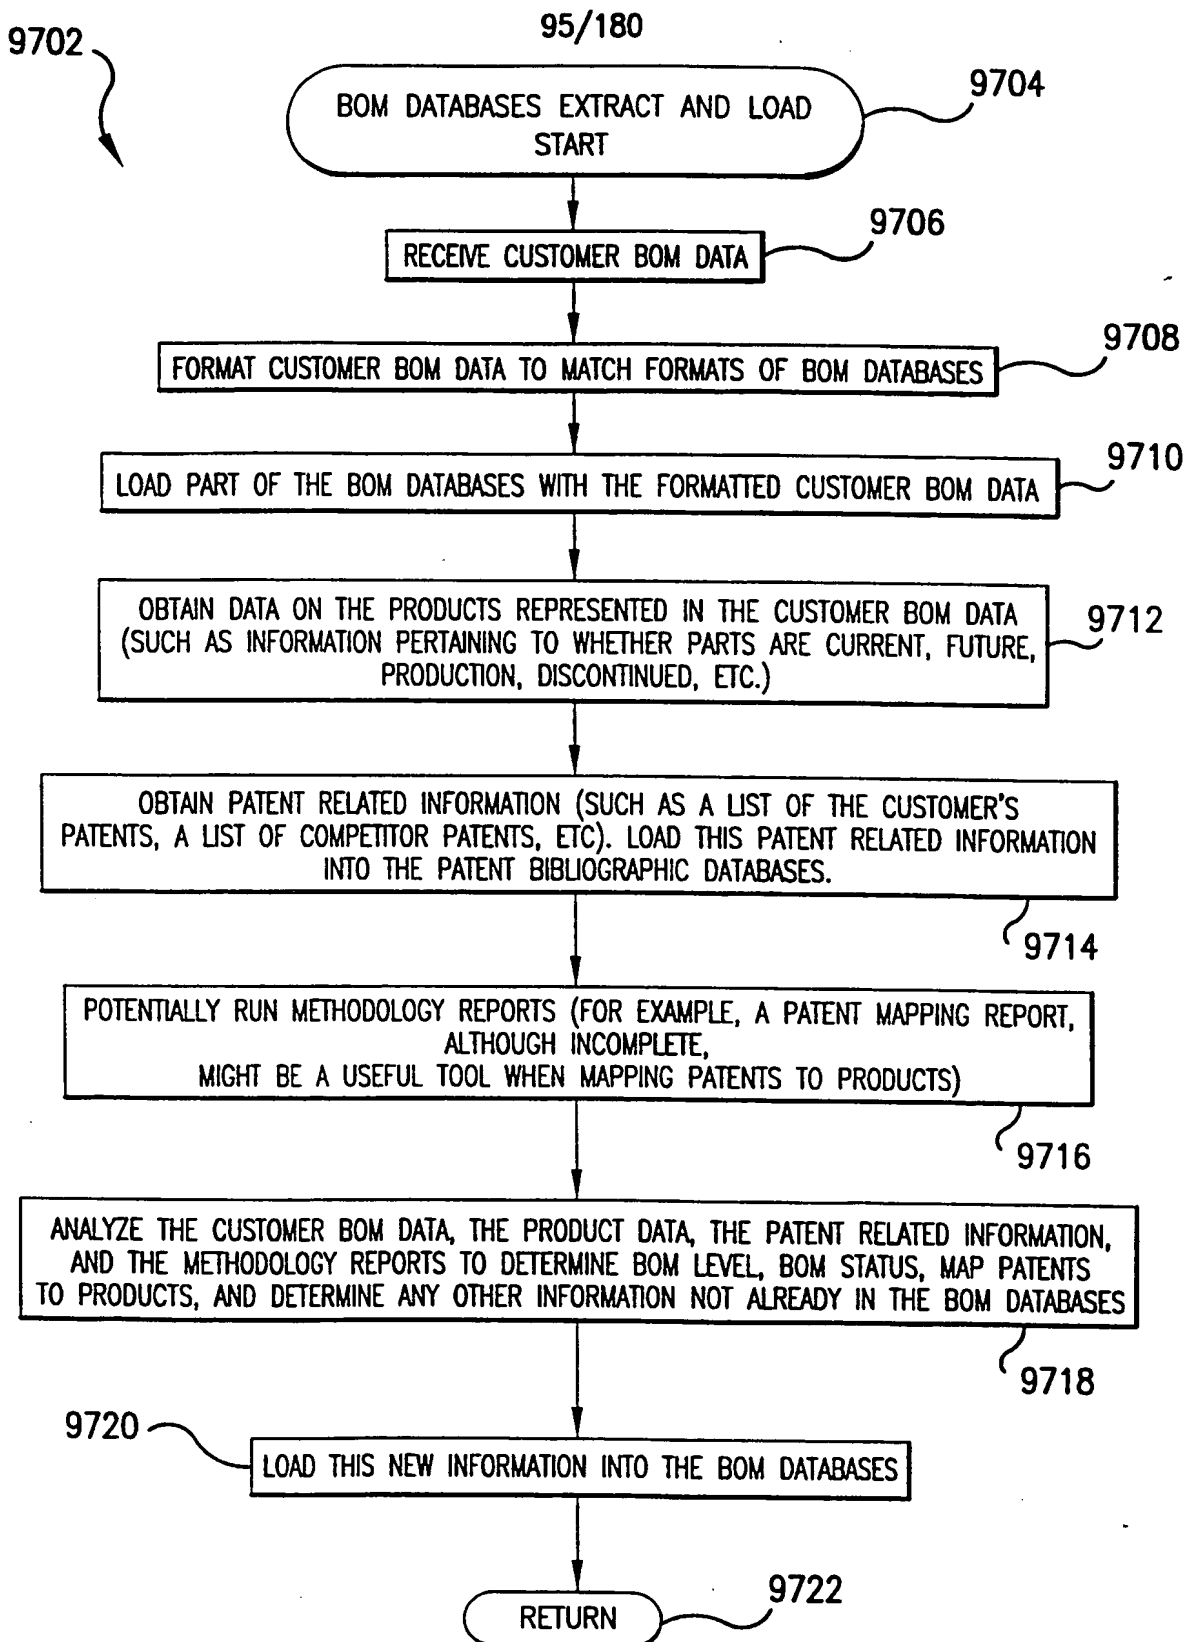 95/180
9702
9704
BOM DATABASES EXTRACT AND LOAD
START
9706
RECEIVE CUSTOMER BOM DATA
9708
FORMAT CUSTOMER BOM DATA TO MATCH FORMATS OF BOM DATABASES
9710
LOAD PART OF THE BOM DATABASES WITH THE FORMATTED CUSTOMER BOM DATA
OBTAIN DATA ON THE PRODUCTS REPRESENTED IN THE CUSTOMER BOM DATA
(SUCH AS INFORMATION PERTAINING TO WHETHER PARTS ARE CURRENT, FUTURE,
PRODUCTION, DISCONTINUED, ETC.)
9712
OBTAIN PATENT RELATED INFORMATION (SUCH AS A LIST OF THE CUSTOMER'S
PATENTS, A LIST OF COMPETITOR PATENTS, ETC). LOAD THIS PATENT RELATED INFORMATION
INTO THE PATENT BIBLIOGRAPHIC DATABASES.
9714
POTENTIALLY RUN METHODOLOGY REPORTS (FOR EXAMPLE, A PATENT MAPPING REPORT,
ALTHOUGH INCOMPLETE,
MIGHT BE A USEFUL TOOL WHEN MAPPING PATENTS TO PRODUCTS)
9716
ANALYZE THE CUSTOMER BOM DATA, THE PRODUCT DATA, THE PATENT RELATED INFORMATION,
AND THE METHODOLOGY REPORTS TO DETERMINE BOM LEVEL, BOM STATUS, MAP PATENTS
TO PRODUCTS, AND DETERMINE ANY OTHER INFORMATION NOT ALREADY IN THE BOM DATABASES
9718
9720
LOAD THIS NEW INFORMATION INTO THE BOM DATABASES
9722
RETURN